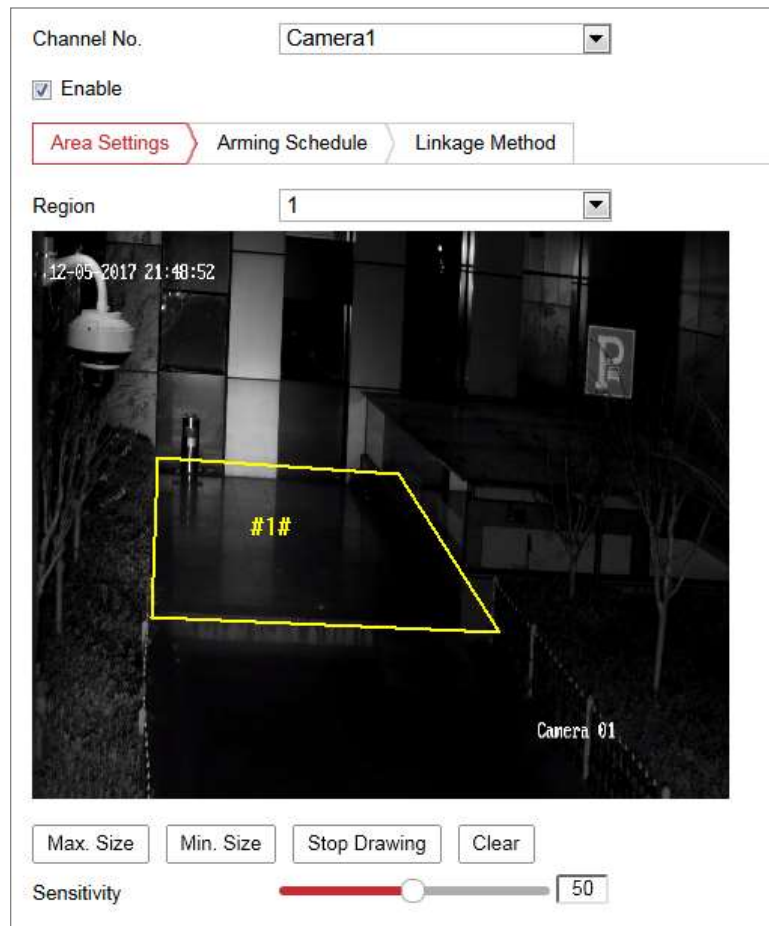 Channel No. Camera1
Enable
Area Settings Arming Schedule Linkage Method
Region 1
12-05-2017 21:48:52
P
#1#
Camera 01
Max. Size Min. Size Stop Drawing Clear
Sensitivity 50